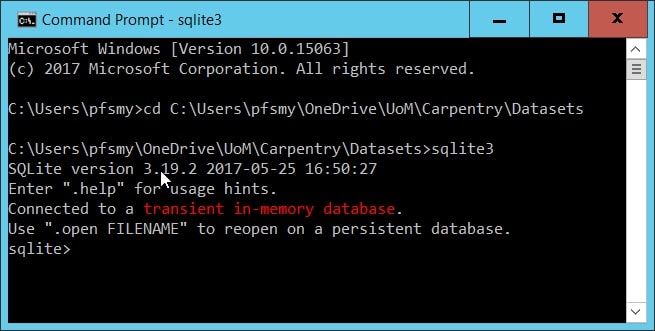 Command Prompt - sqlite3
Microsoft Windows [Version 10.0.15063]
(c) 2017 Microsoft Corporation. All rights reserved.
C:\Users\pfsmy>cd C:\Users\pfsmy\OneDrive\UoM\Carpentry\Datasets
C:\Users\pfsmy\OneDrive\UoM\Carpentry\Datasets>sqlite3
SQLite version 3.19.2 2017-05-25 16:50:27
Enter ".help" for usage hints.
Connected to a transient in-memory database.
Use ".open FILENAME" to reopen on a persistent database.
sqlite>